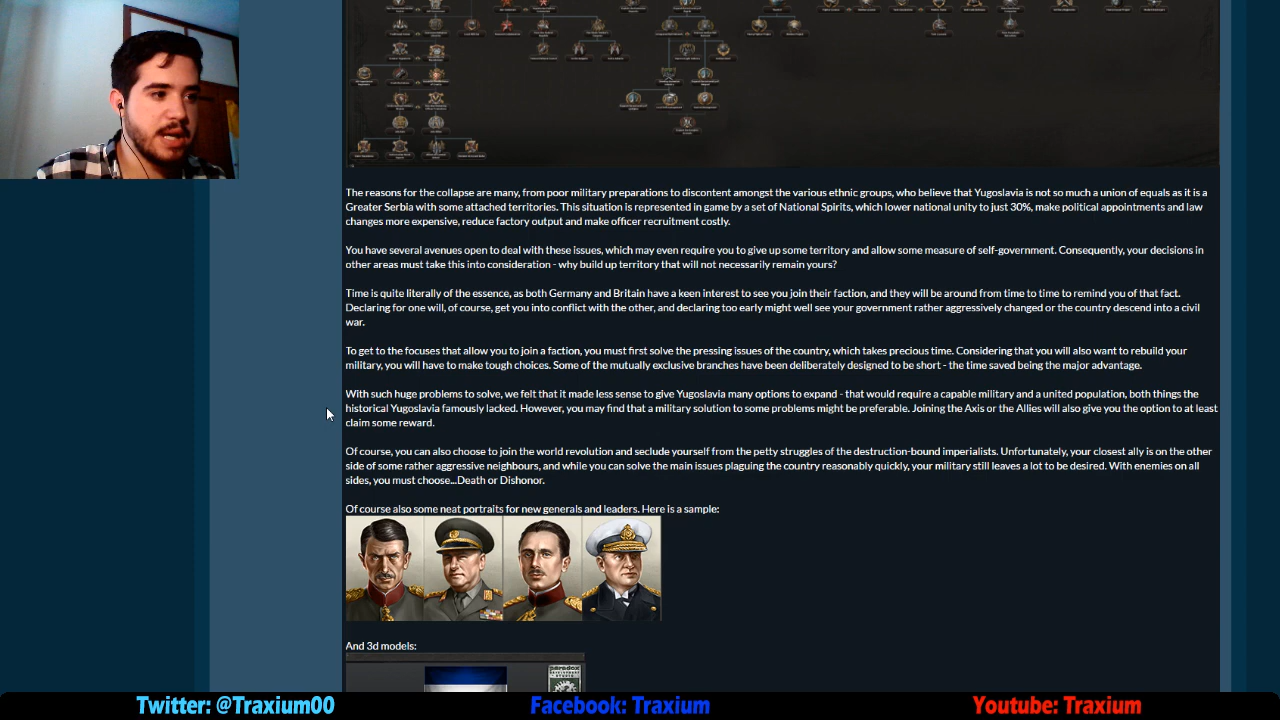 The reasons for the collapse are many, from poor military preparations to discontent amongst the various ethnic groups, who believe that Yugoslavia is not so much a union of equals as it is a
Greater Serbia with some attached territories. This situation is represented in game by a set of National Spirits, which lower national unity to just 30%, make political appointments and law
changes more expensive, reduce factory output and make officer recruitment costly.
You have several avenues open to deal with these issues, which may even require you to give up some territory and allow some measure of self-government. Consequently, your decisions in
other areas must take this into consideration - why build up territory that will not necessarily remain yours?
Time is quite literally of the essence, as both Germany and Britain have a keen interest to see you join their faction, and they will be around from time to time to remind you of that fact.
Declaring for one will, of course, get you into conflict with the other, and declaring too early might well see your government rather aggressively changed or the country descend into a civil
war.
To get to the focuses that allow you to join a faction, you must first solve the pressing issues of the country, which takes precious time. Considering that you will also want to rebuild your
military, you will have to make tough choices. Some of the mutually exclusive branches have been deliberately designed to be short - the time saved being the major advantage.
With such huge problems to solve, we felt that it made less sense to give Yugoslavia many options to expand - that would require a capable military and a united population, both things the
historical Yugoslavia famously lacked. However, you may find that a military solution to some problems might be preferable. Joining the Axis or the Allies will also give you the option to at least
claim some reward.
Of course, you can also choose to join the world revolution and seclude yourself from the petty struggles of the destruction-bound imperialists. Unfortunately, your closest ally is on the other
side of some rather aggressive neighbours, and while you can solve the main issues plaguing the country reasonably quickly, your military still leaves a lot to be desired. With enemies on all
sides, you must choose...Death or Dishonor.
Of course also some neat portraits for new generals and leaders. Here is a sample:
And 3d models:
paradox
Twitter: @Traxium00
Facebook: Traxium
Youtube: Traxium